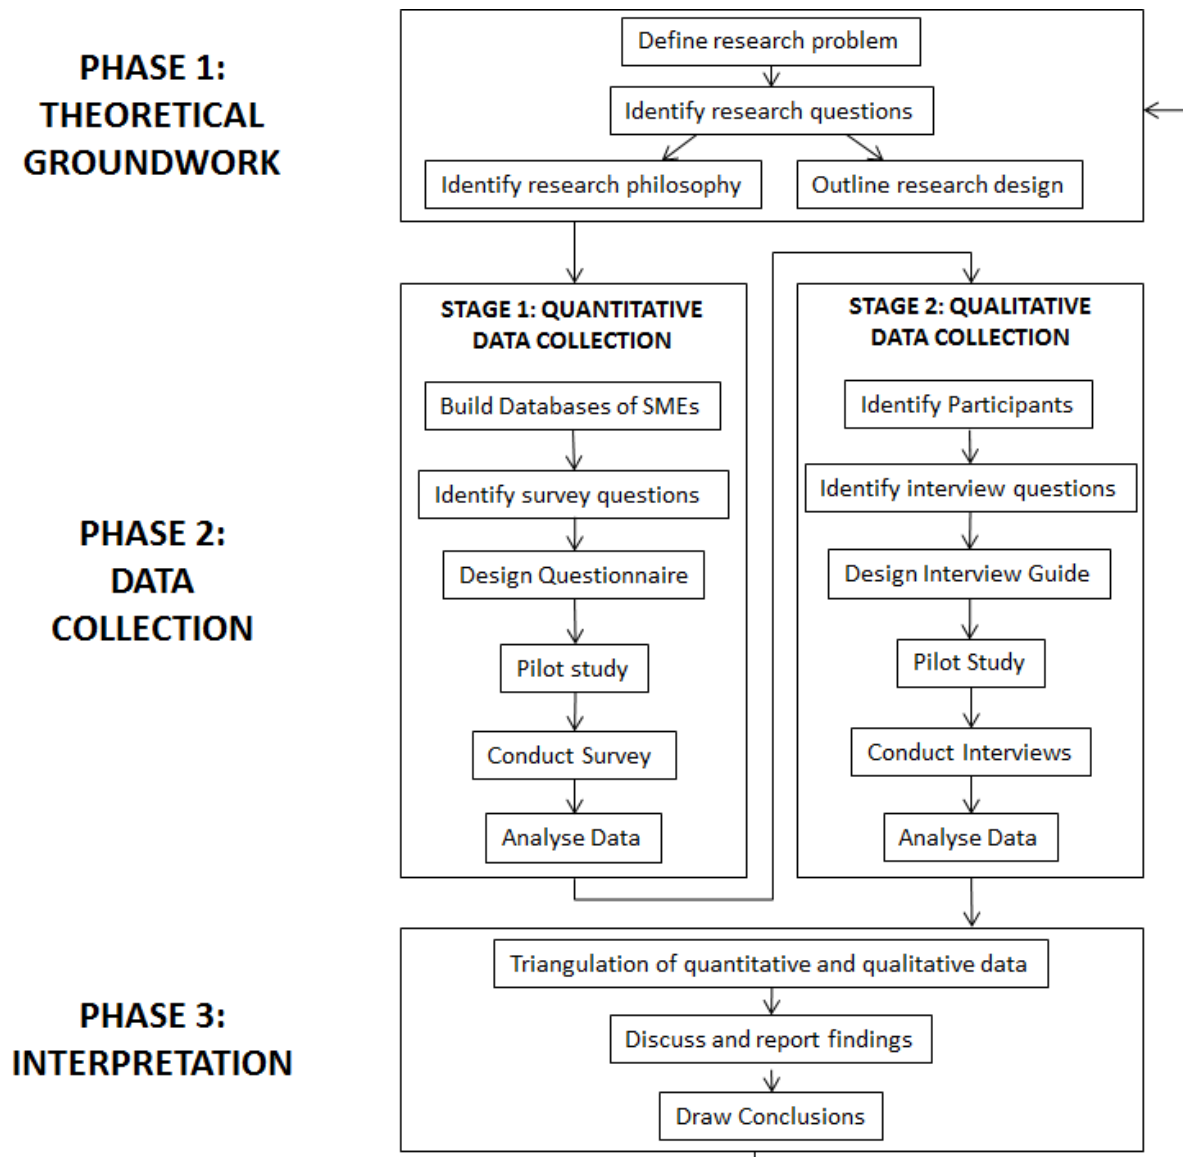 PHASE 1:
THEORETICAL
GROUNDWORK
Define research problem
Identify research questions
Identify research philosophy
Outline research design
PHASE 2:
DATA
COLLECTION
STAGE 1: QUANTITATIVE
DATA COLLECTION
Build Databases of SMEs
Identify survey questions
Design Questionnaire
Pilot study
Conduct Survey
Analyse Data
STAGE 2: QUALITATIVE
DATA COLLECTION
Identify Participants
Identify interview questions
Design Interview Guide
Pilot Study
Conduct Interviews
Analyse Data
PHASE 3:
INTERPRETATION
Triangulation of quantitative and qualitative data
Discuss and report findings
Draw Conclusions